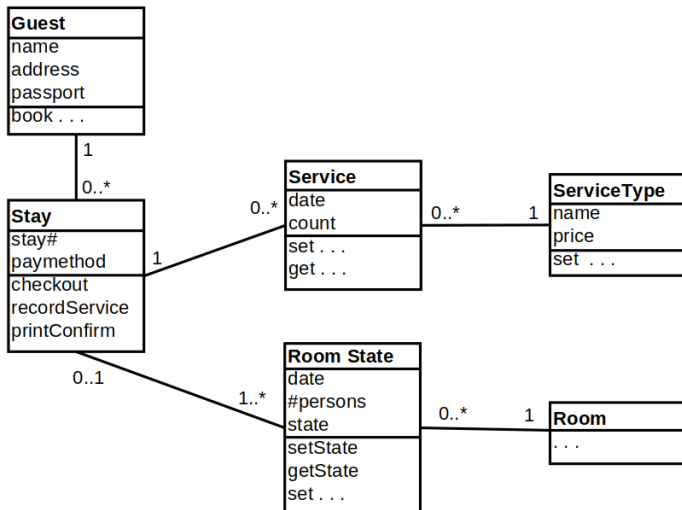 Guest
name
address
passport
book . . .
1
0..*
Stay
stay#
paymethod
checkout
recordService
printConfirm
1
0..*
Service
date
count
set . . .
get . . .
0..*
1
ServiceType
name
price
set . . .
0..1
1..*
Room State
date
#persons
state
setState
getState
set . . .
0..*
1
Room
. . .